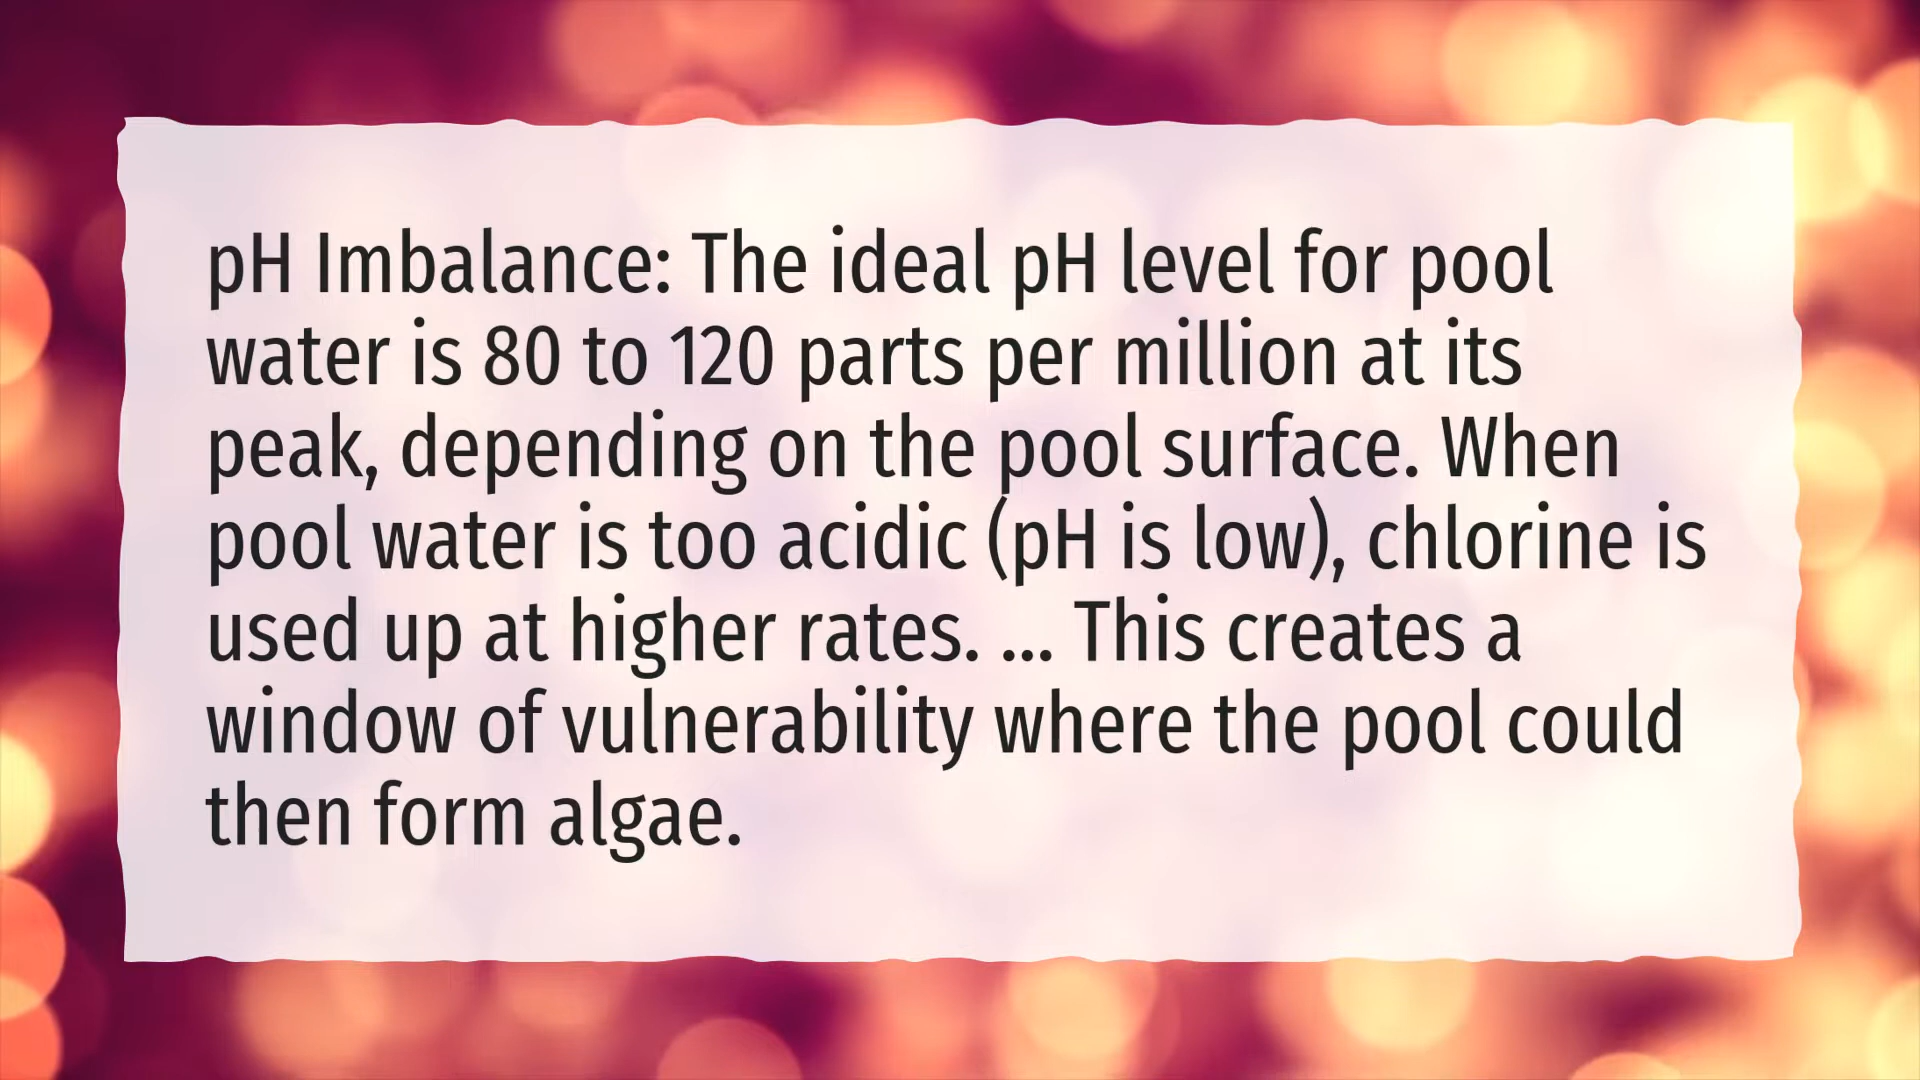 pH Imbalance: The ideal pH level for pool
water is 80 to 120 parts per million at its
peak, depending on the pool surface. When
pool water is too acidic (pH is low), chlorine is
used up at higher rates. ... This creates a
window of vulnerability where the pool could
then form algae.